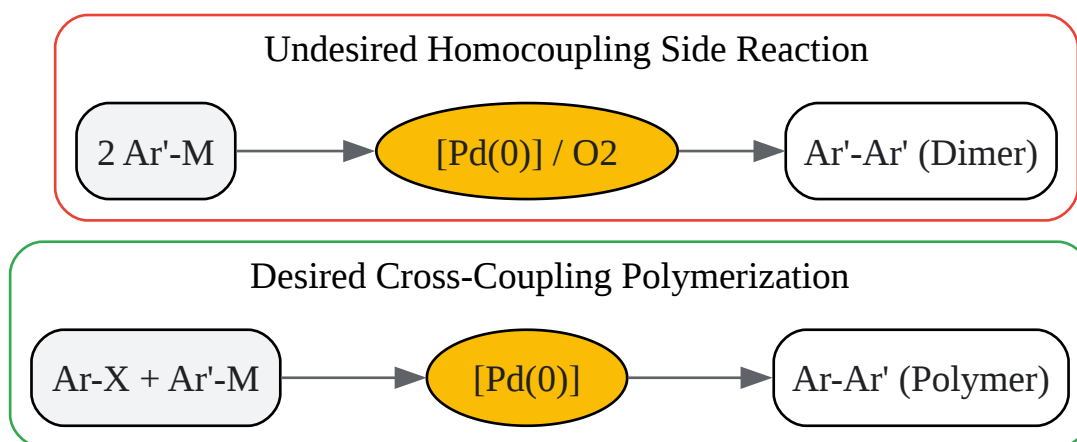 Undesired Homocoupling Side Reaction
2 Ar'-M
[Pd(0)] / O2
Ar'-Ar' (Dimer)
Desired Cross-Coupling Polymerization
Ar-X + Ar'-M
[Pd(0)]
Ar-Ar' (Polymer)